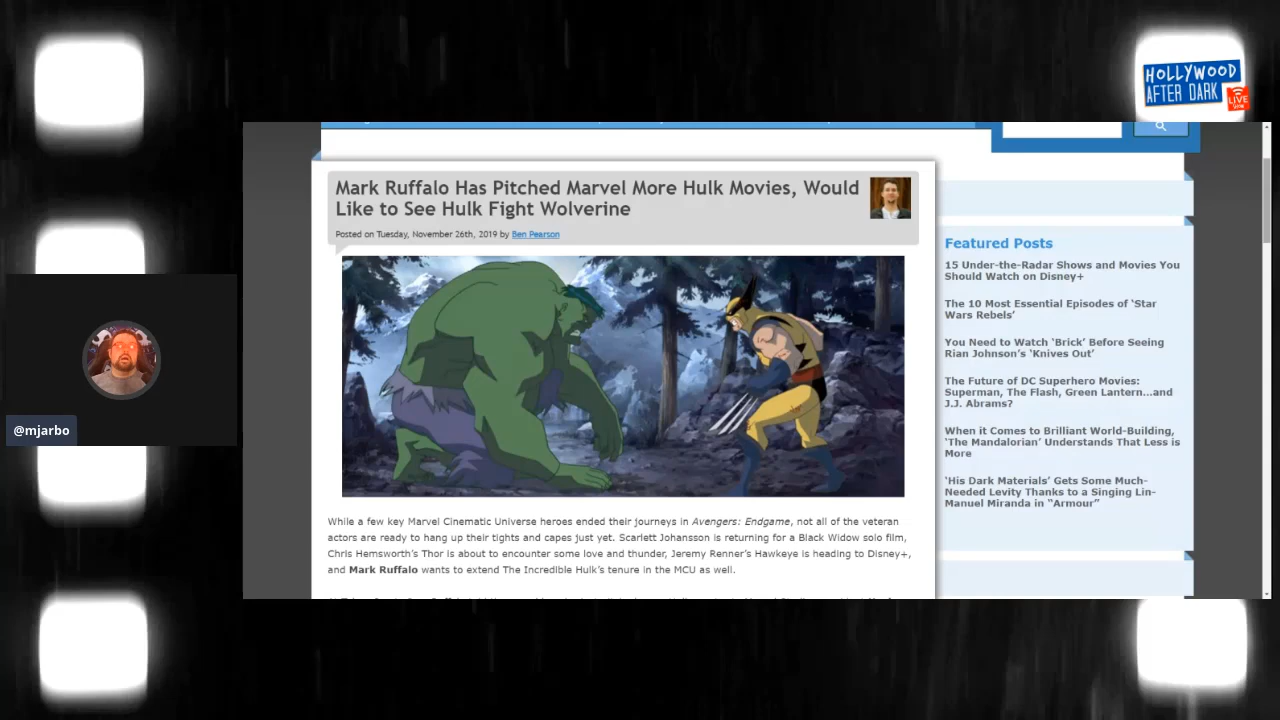 HOLLYWOOD
AFTER DARK
LIVE
SHOW
Mark Ruffalo Has Pitched Marvel More Hulk Movies, Would
Like to See Hulk Fight Wolverine
Posted on Tuesday, November 26th, 2019 by Ben Pearson
While a few key Marvel Cinematic Universe heroes ended their journeys in Avengers: Endgame, not all of the veteran
actors are ready to hang up their tights and capes just yet. Scarlett Johansson is returning for a Black Widow solo film,
Chris Hemsworth's Thor is about to encounter some love and thunder, Jeremy Renner's Hawkeye is heading to Disney+,
and Mark Ruffalo wants to extend The Incredible Hulk's tenure in the MCU as well.
Featured Posts
15 Under-the-Radar Shows and Movies You
Should Watch on Disney+
The 10 Most Essential Episodes of ‘Star
Wars Rebels’
You Need to Watch ‘Brick’ Before Seeing
Rian Johnson’s ‘Knives Out’
The Future of DC Superhero Movies:
Superman, The Flash, Green Lantern...and
J.J. Abrams?
When it Comes to Brilliant World-Building,
‘The Mandalorian’ Understands That Less is
More
‘His Dark Materials’ Gets Some Much-
Needed Levity Thanks to a Singing Lin-
Manuel Miranda in “Armour”
@mjarbo